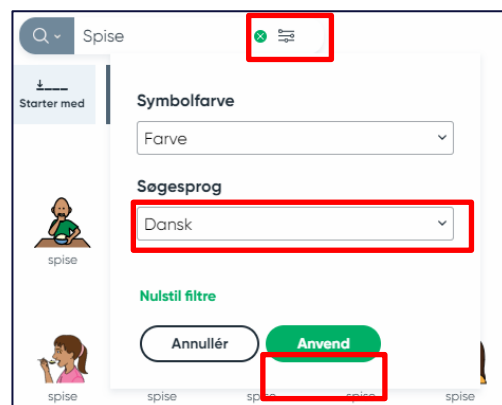 Spise
Starter med
Symbolfarve
Farve
Søgesprog
Dansk
spise
Nulstil filtre
Annullér Anvend
spise spise spise spise spise